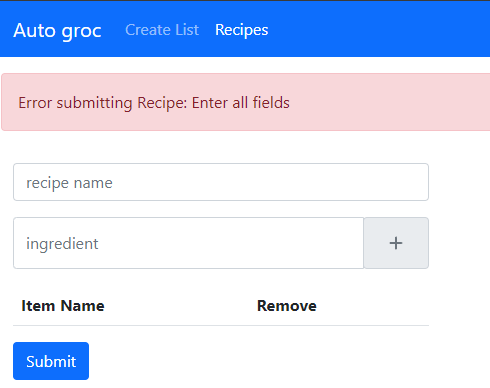 Auto groc Create List Recipes
Error submitting Recipe: Enter all fields
recipe name
ingredient +
Item Name Remove
Submit